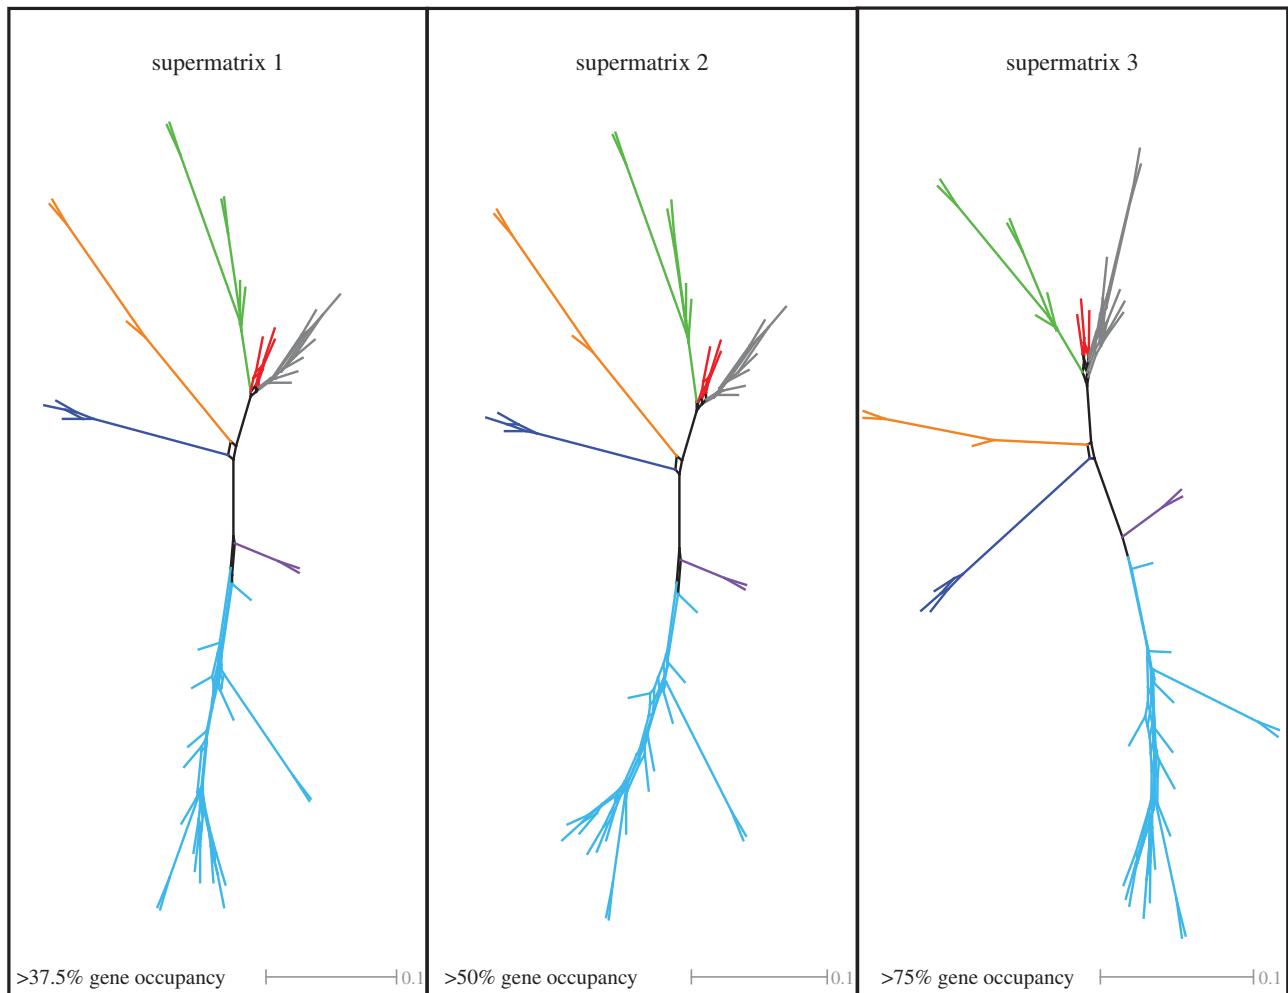 supermatrix 1
supermatrix 2
supermatrix 3
>37.5% gene occupancy
0.1
>50% gene occupancy
0.1
>75% gene occupancy
0.1